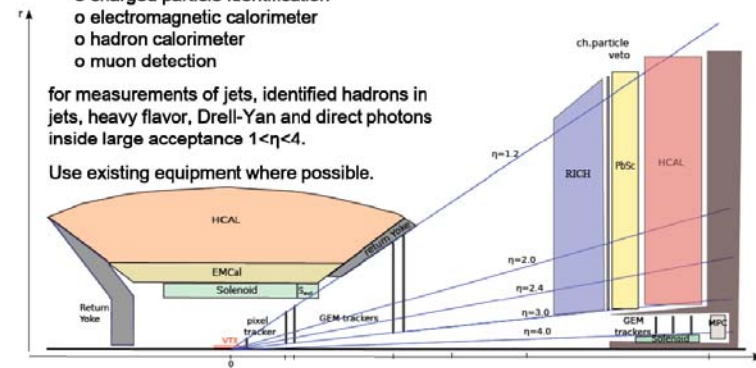 o charged particle identification
o electromagnetic calorimeter
o hadron calorimeter
o muon detection
for measurements of jets, identified hadrons in
jets, heavy flavor, Drell-Yan and direct photons
inside large acceptance 1<η<4.
Use existing equipment where possible.
r
ch.particle
veto
η=1.2
RICH
PbSc
HCAL
HCAL
return Yoke
EMCal
Solenoid
η=2.0
η=2.4
η=3.0
η=4.0
Return
Yoke
pixel
tracker
GEM trackers
GEM
trackers
Solenoid
MPC
VTX
0